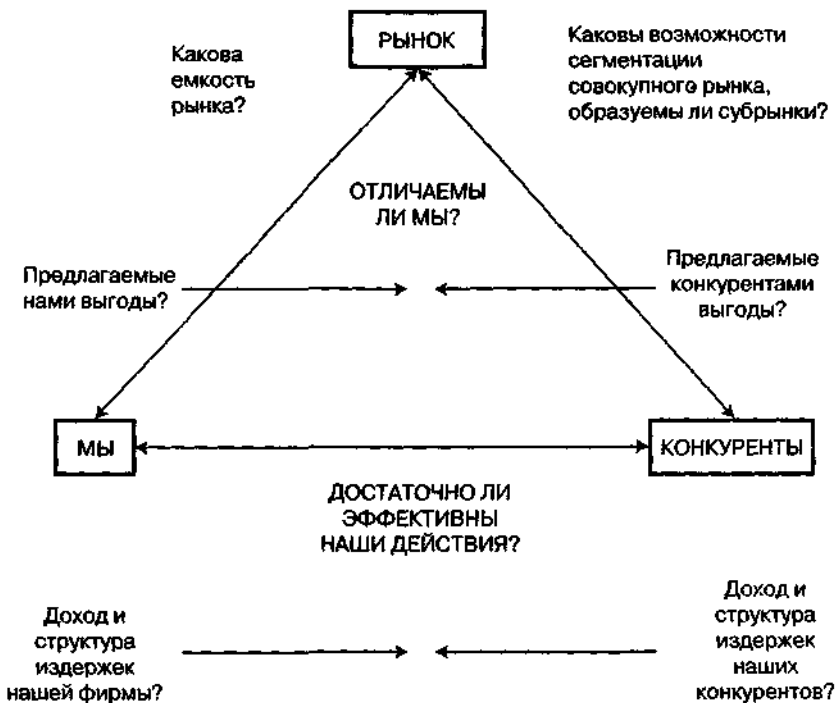 РЫНОК
Какова
емкость
рынка?
Каковы возможности
сегментации
совокупного рынка,
образуемы ли субрынки?
ОТЛИЧАЕМЫ
ЛИ МЫ?
Предлагаемые
нами выгоды?
Предлагаемые
конкурентами
выгоды?
МЫ
КОНКУРЕНТЫ
ДОСТАТОЧНО ЛИ
ЭФФЕКТИВНЫ
НАШИ ДЕЙСТВИЯ?
Доход и
структура
издержек
нашей фирмы?
Доход и
структура
издержек
наших
конкурентов?